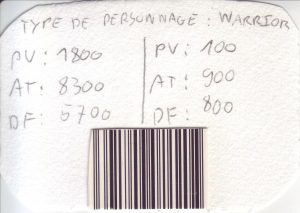 TYPE DE PERSONNAGE : WARRIOR
PV : 1800
AT : 8300
DF : 5700
PV : 100
AT : 900
DF : 800